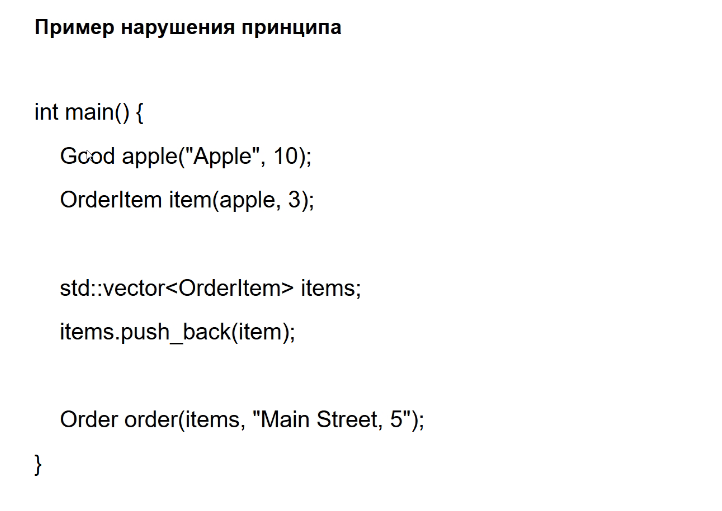 Пример нарушения принципа
int main() {
Good apple("Apple", 10);
OrderItem item(apple, 3);
std::vector<OrderItem> items;
items.push_back(item);
Order order(items, "Main Street, 5");
}